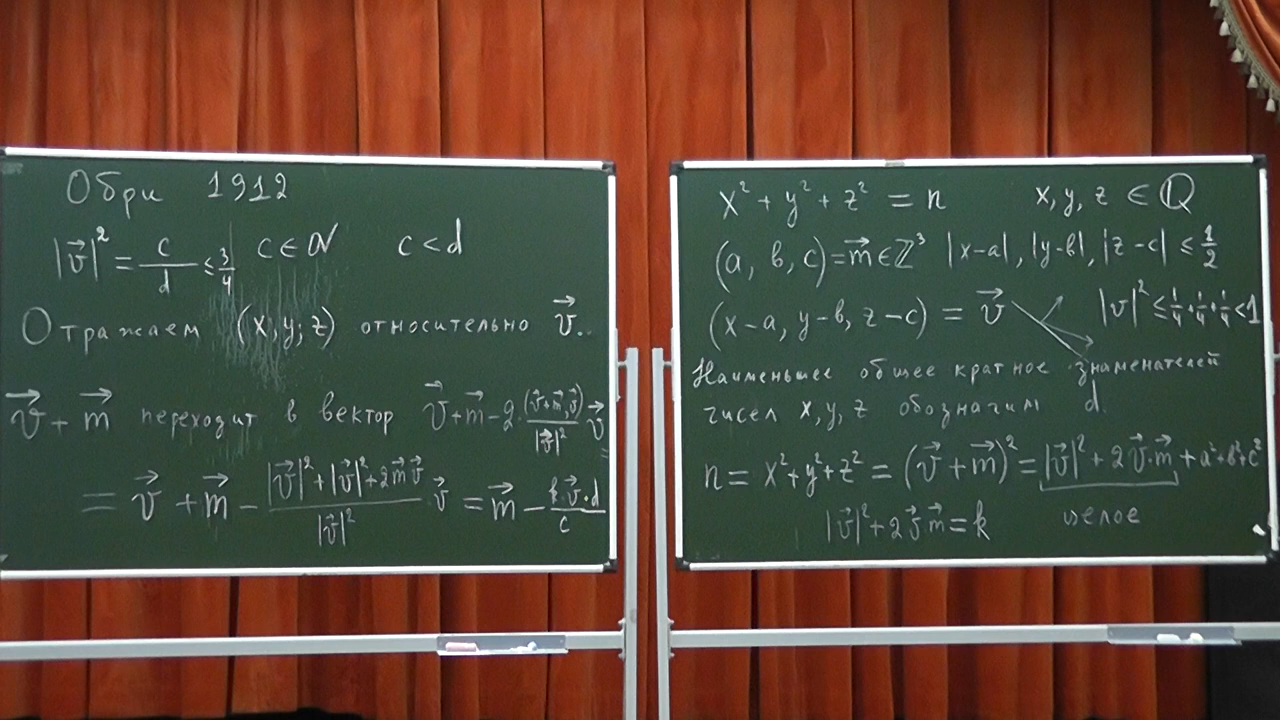 Обри 1912
|v⃗|² = c/d ≤ 3/4 c ∈ ℕ c < d
Отражаем (x, y, z) относительно v⃗.
v⃗ + m⃗ переходит в вектор v⃗ + m⃗ − 2·(v⃗+m⃗, v⃗)/|v⃗|² v⃗ =
= v⃗ + m⃗ − (|v⃗|² + |v⃗|² + 2m⃗v⃗)/|v⃗|² · v⃗ = m⃗ − k·v⃗·d/c
x² + y² + z² = n x, y, z ∈ ℚ
(a, b, c) = m⃗ ∈ ℤ³ |x−a|, |y−b|, |z−c| ≤ 1/2
(x−a, y−b, z−c) = v⃗ |v|² ≤ 1/4 + 1/4 + 1/4 < 1
Наименьшее общее кратное знаменателей
чисел x, y, z обозначим d.
n = x² + y² + z² = (v⃗ + m⃗)² = |v⃗|² + 2v⃗·m⃗ + a² + b² + c²
|v⃗|² + 2v⃗m⃗ = k целое